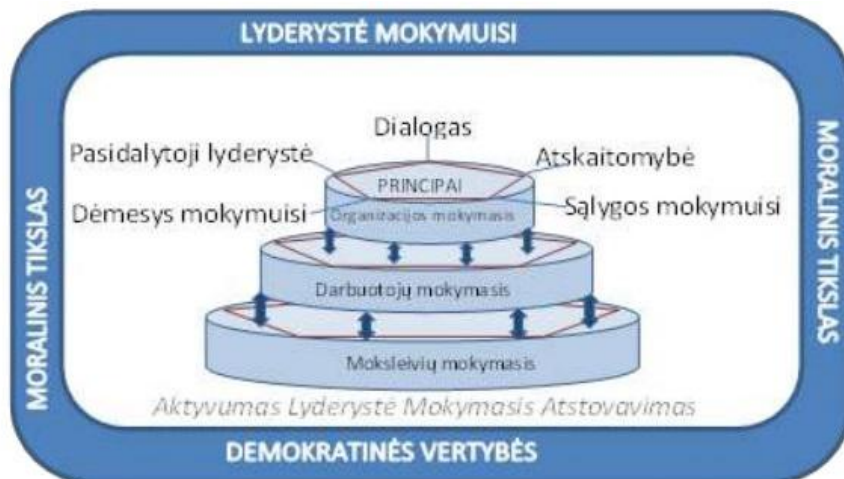 LYDERYSTĖ MOKYMUISI
Dialogas
Pasidalytoji lyderystė
Atskaitomybė
PRINCIPAI
Dėmesys mokymuisi
Organizacijos mokymasis
Sąlygos mokymuisi
MORALINIS TIKSLAS
MORALINIS TIKSLAS
Darbuotojų mokymasis
Moksleivių mokymasis
Aktyvumas Lyderystė Mokymasis Atstovavimas
DEMOKRATINĖS VERTYBĖS